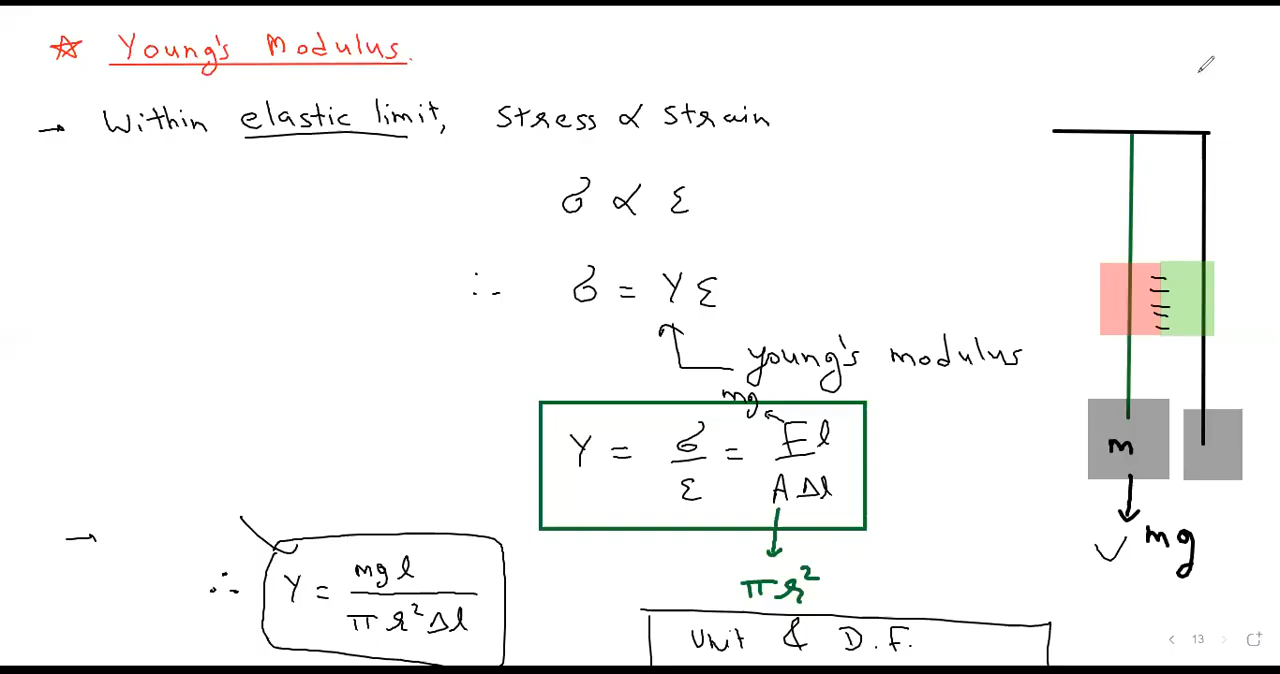 ☆ Young's Modulus.
→ Within elastic limit, stress ∝ strain
σ ∝ ε
∴ σ = Y ε
young's modulus
mg
Y = σ/ε = Fl/AΔl
πr²
∴ Y = mgl/πr²Δl
Unit & D.F.
m
mg
13